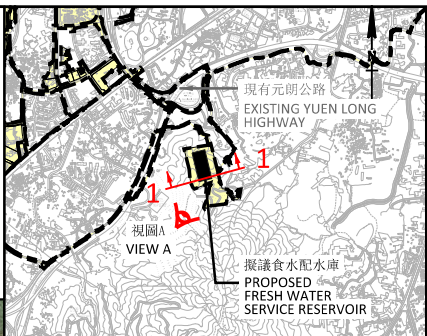 現有元朗公路
EXISTING YUEN LONG
HIGHWAY
1
1
視圖A
VIEW A
擬議食水配水庫
PROPOSED
FRESH WATER
SERVICE RESERVOIR